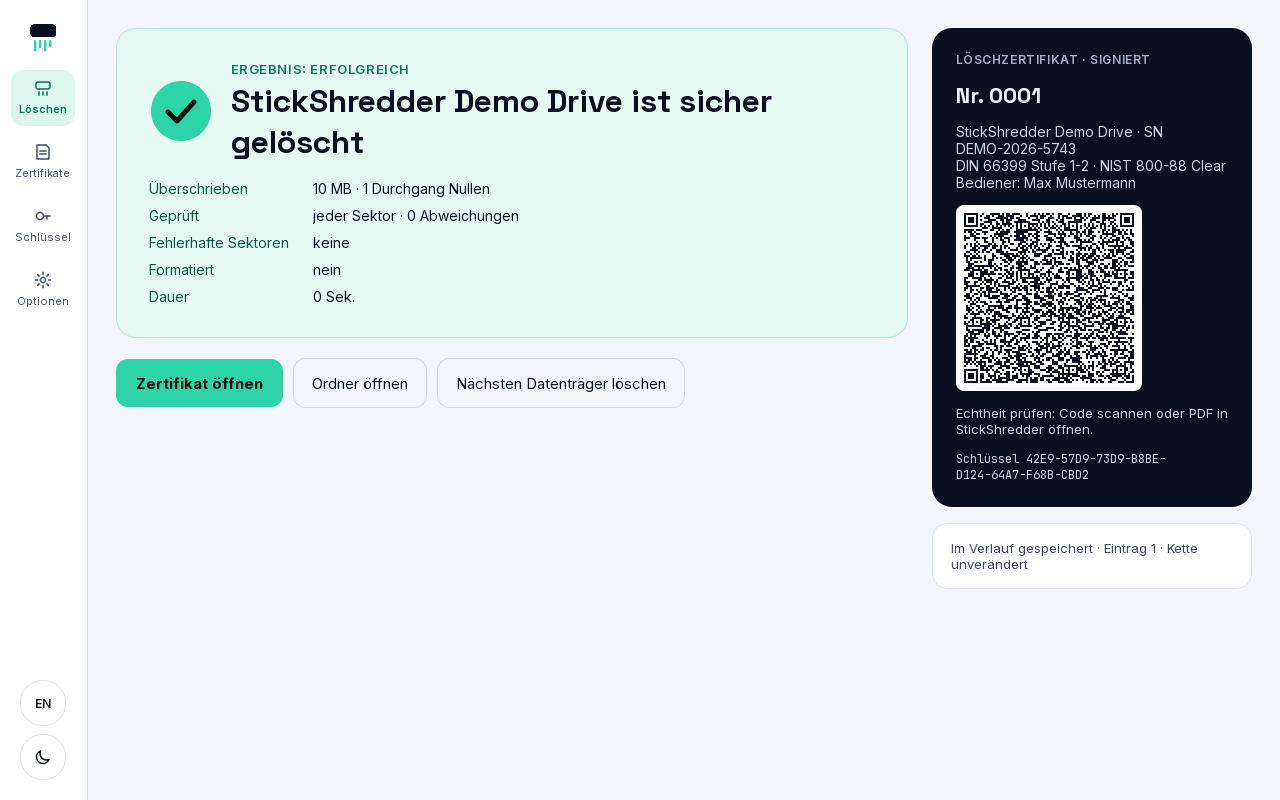 Löschen
Zertifikate
Schlüssel
Optionen
EN
ERGEBNIS: ERFOLGREICH
StickShredder Demo Drive ist sicher
gelöscht
Überschrieben 10 MB · 1 Durchgang Nullen
Geprüft jeder Sektor · 0 Abweichungen
Fehlerhafte Sektoren keine
Formatiert nein
Dauer 0 Sek.
Zertifikat öffnen
Ordner öffnen
Nächsten Datenträger löschen
LÖSCHZERTIFIKAT · SIGNIERT
Nr. 0001
StickShredder Demo Drive · SN
DEMO-2026-5743
DIN 66399 Stufe 1-2 · NIST 800-88 Clear
Bediener: Max Mustermann
Echtheit prüfen: Code scannen oder PDF in
StickShredder öffnen.
Schlüssel 42E9-57D9-73D9-B8BE-
D124-64A7-F68B-CBD2
Im Verlauf gespeichert · Eintrag 1 · Kette
unverändert